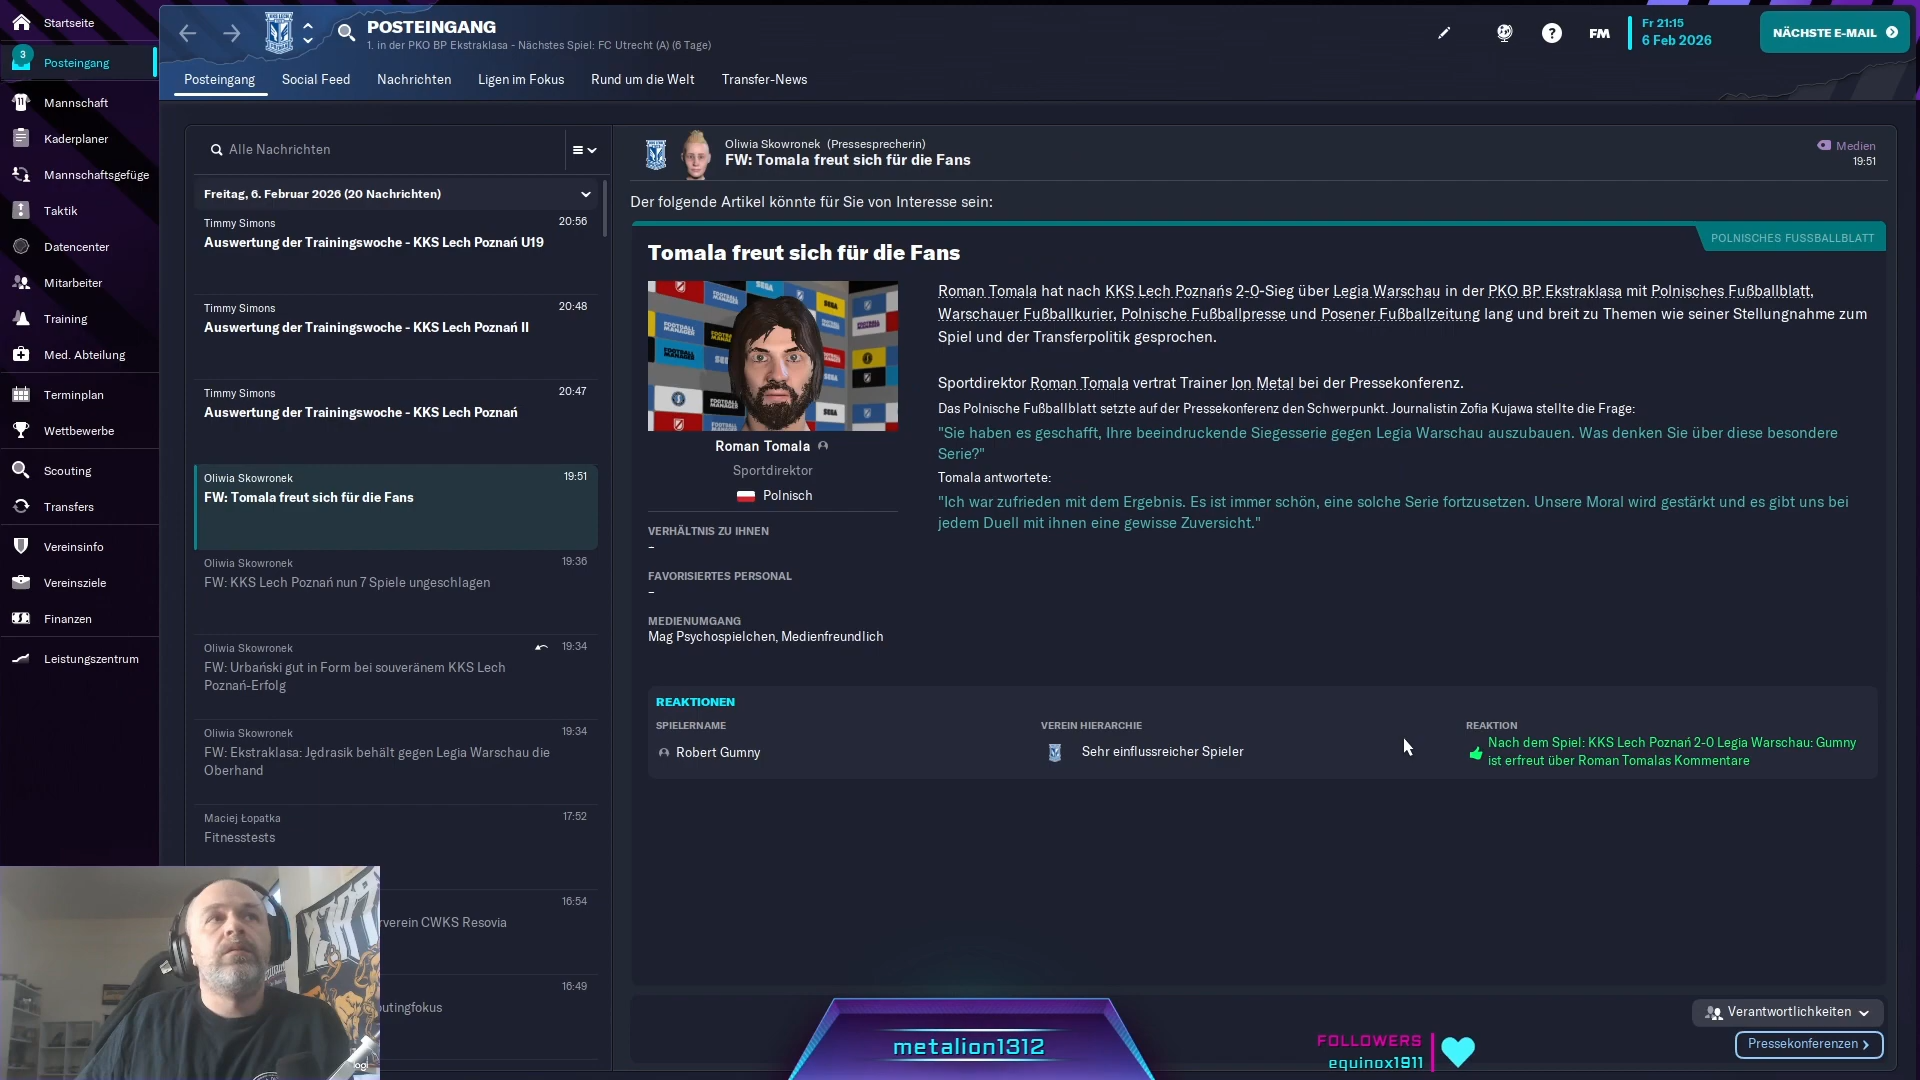 Startseite
3
Posteingang
Mannschaft
Kaderplaner
Mannschaftsgefüge
Taktik
Datencenter
Mitarbeiter
Training
Med. Abteilung
Terminplan
Wettbewerbe
Scouting
Transfers
Vereinsinfo
Vereinsziele
Finanzen
Leistungszentrum
POSTEINGANG
1. in der PKO BP Ekstraklasa - Nächstes Spiel: FC Utrecht (A) (6 Tage)
FM
Fr 21:15
6 Feb 2026
NÄCHSTE E-MAIL
Posteingang
Social Feed
Nachrichten
Ligen im Fokus
Rund um die Welt
Transfer-News
Alle Nachrichten
Freitag, 6. Februar 2026 (20 Nachrichten)
Timmy Simons 20:56
Auswertung der Trainingswoche - KKS Lech Poznań U19
Timmy Simons 20:48
Auswertung der Trainingswoche - KKS Lech Poznań II
Timmy Simons 20:47
Auswertung der Trainingswoche - KKS Lech Poznań
Oliwia Skowronek 19:51
FW: Tomala freut sich für die Fans
Oliwia Skowronek 19:36
FW: KKS Lech Poznań nun 7 Spiele ungeschlagen
Oliwia Skowronek 19:34
FW: Urbański gut in Form bei souveränem KKS Lech
Poznań-Erfolg
Oliwia Skowronek 19:34
FW: Ekstraklasa: Jędrasik behält gegen Legia Warschau die
Oberhand
Maciej Łopatka 17:52
Fitnesstests
16:54
rverein CWKS Resovia
16:49
outingfokus
Oliwia Skowronek (Pressesprecherin)
FW: Tomala freut sich für die Fans
Medien
19:51
Der folgende Artikel könnte für Sie von Interesse sein:
POLNISCHES FUSSBALLBLATT
Tomala freut sich für die Fans
Roman Tomala
Sportdirektor
Polnisch
VERHÄLTNIS ZU IHNEN
–
FAVORISIERTES PERSONAL
–
MEDIENUMGANG
Mag Psychospielchen, Medienfreundlich
Roman Tomala hat nach KKS Lech Poznańs 2-0-Sieg über Legia Warschau in der PKO BP Ekstraklasa mit Polnisches Fußballblatt,
Warschauer Fußballkurier, Polnische Fußballpresse und Posener Fußballzeitung lang und breit zu Themen wie seiner Stellungnahme zum
Spiel und der Transferpolitik gesprochen.
Sportdirektor Roman Tomala vertrat Trainer Ion Metal bei der Pressekonferenz.
Das Polnische Fußballblatt setzte auf der Pressekonferenz den Schwerpunkt. Journalistin Zofia Kujawa stellte die Frage:
"Sie haben es geschafft, Ihre beeindruckende Siegesserie gegen Legia Warschau auszubauen. Was denken Sie über diese besondere
Serie?"
Tomala antwortete:
"Ich war zufrieden mit dem Ergebnis. Es ist immer schön, eine solche Serie fortzusetzen. Unsere Moral wird gestärkt und es gibt uns bei
jedem Duell mit ihnen eine gewisse Zuversicht."
REAKTIONEN
SPIELERNAME
VEREIN HIERARCHIE
REAKTION
Robert Gumny
Sehr einflussreicher Spieler
Nach dem Spiel: KKS Lech Poznań 2-0 Legia Warschau: Gumny
ist erfreut über Roman Tomalas Kommentare
Verantwortlichkeiten
Pressekonferenzen
metalion1312
FOLLOWERS
equinox1911
logi